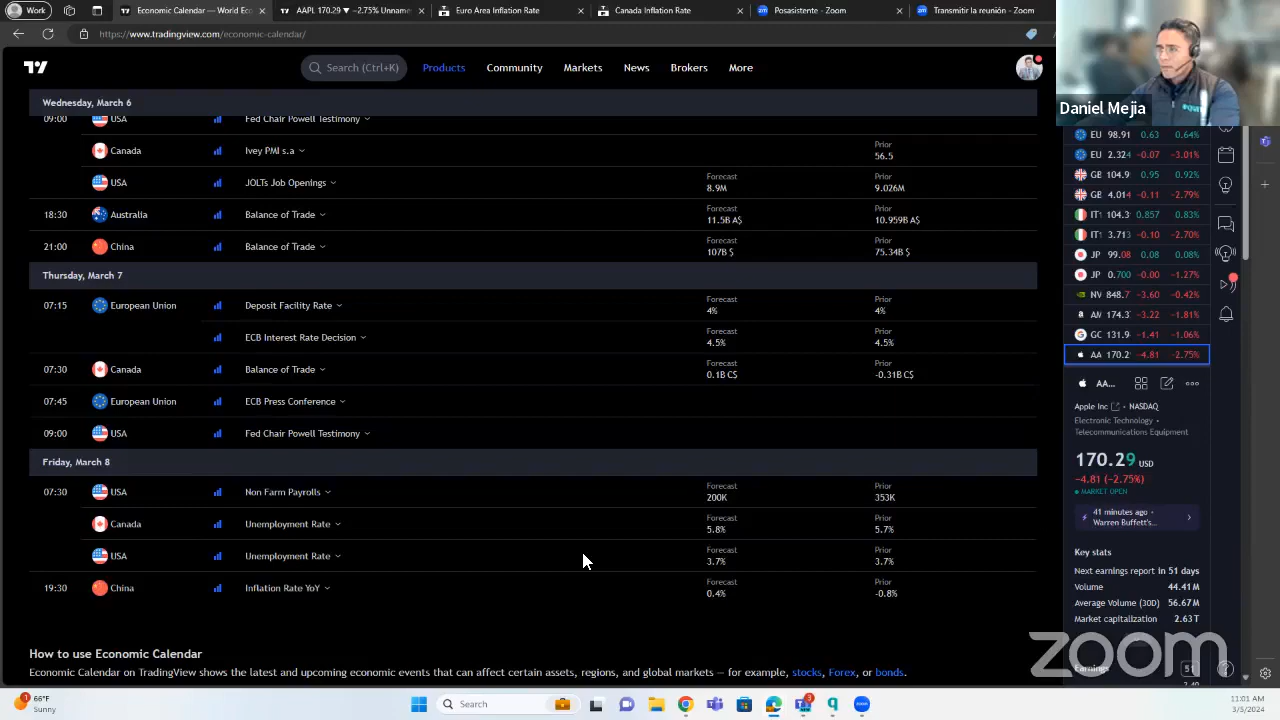 Work
Economic Calendar — World Ec
AAPL 170.29 ▼ −2.75% Unname
Euro Area Inflation Rate
Canada Inflation Rate
Posasistente - Zoom
Transmitir la reunión - Zoom
https://www.tradingview.com/economic-calendar/
Search (Ctrl+K)
Products
Community
Markets
News
Brokers
More
Daniel Mejia
Wednesday, March 6
09:00 USA Fed Chair Powell Testimony
Canada Ivey PMI s.a Prior 56.5
USA JOLTs Job Openings Forecast 8.9M Prior 9.026M
18:30 Australia Balance of Trade Forecast 11.5B A$ Prior 10.959B A$
21:00 China Balance of Trade Forecast 107B $ Prior 75.34B $
Thursday, March 7
07:15 European Union Deposit Facility Rate Forecast 4% Prior 4%
ECB Interest Rate Decision Forecast 4.5% Prior 4.5%
07:30 Canada Balance of Trade Forecast 0.1B C$ Prior -0.31B C$
07:45 European Union ECB Press Conference
09:00 USA Fed Chair Powell Testimony
Friday, March 8
07:30 USA Non Farm Payrolls Forecast 200K Prior 353K
Canada Unemployment Rate Forecast 5.8% Prior 5.7%
USA Unemployment Rate Forecast 3.7% Prior 3.7%
19:30 China Inflation Rate YoY Forecast 0.4% Prior -0.8%
How to use Economic Calendar
Economic Calendar on TradingView shows the latest and upcoming economic events that can affect certain assets, regions, and global markets — for example, stocks, Forex, or bonds.
EU 98.91 0.63 0.64%
EU 2.324 −0.07 −3.01%
GB 104.9 0.95 0.92%
GB 4.014 −0.11 −2.79%
IT 104.3 0.857 0.83%
IT 3.713 −0.10 −2.70%
JP 99.08 0.08 0.08%
JP 0.700 −0.00 −1.27%
NV 848.7 −3.60 −0.42%
AM 174.3 −3.22 −1.81%
GO 131.9 −1.41 −1.06%
AA 170.2 −4.81 −2.75%
AA...
Apple Inc • NASDAQ
Electronic Technology •
Telecommunications Equipment
170.29 USD
−4.81 (−2.75%)
MARKET OPEN
41 minutes ago •
Warren Buffett's...
Key stats
Next earnings report in 51 days
Volume 44.41M
Average Volume (30D) 56.67M
Market capitalization 2.63T
Earnings
51
zoom
66°F
Sunny
Search
11:01 AM
3/5/2024